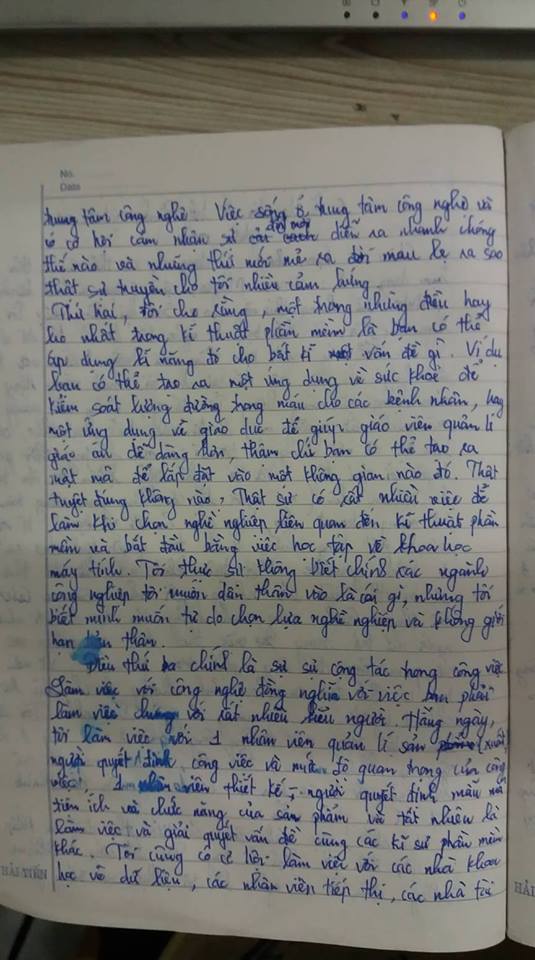 No.
Date
trung tâm công nghệ. Việc sống ở trung tâm công nghệ và
đổi mới
có cơ hội cảm nhận sự cải cách diễn ra nhanh chóng
thế nào và những thứ mới mẻ ra đời mau lẹ ra sao
thật sự truyền cho tôi nhiều cảm hứng.
Thứ hai, tôi cho rằng, một trong những điều hay
ho nhất trong kĩ thuật phần mềm là bạn có thể
áp dụng kĩ năng đó cho bất kì vấn đề gì. Ví dụ
bạn có thể tạo ra một ứng dụng về sức khoẻ để
kiểm soát lượng đường trong máu cho các bệnh nhân, hay
một ứng dụng về giáo dục để giúp giáo viên quản lí
giáo án dễ dàng hơn, thậm chí bạn có thể tạo ra
mật mã để lắp đặt vào một không gian nào đó. Thật
tuyệt đúng không nào? Thật sự có rất nhiều việc để
làm khi chọn nghề nghiệp liên quan đến kĩ thuật phần
mềm và bắt đầu bằng việc học tập về khoa học
máy tính. Tôi thực sự không biết chính xác ngành
công nghiệp tôi muốn dấn thân vào là cái gì, nhưng tôi
biết mình muốn tự do chọn lựa nghề nghiệp và không giới
hạn bản thân.
Điều thứ ba chính là sự cộng tác trong công việc
Làm việc với công nghệ đồng nghĩa với việc phải
làm việc chung với rất nhiều kiểu người. Hằng ngày,
tôi làm việc với 1 nhân viên quản lí sản xuất,
người quyết định công việc và mức độ quan trọng của công
việc; 1 nhân viên thiết kế, người quyết định màu mã
tiện ích và chức năng của sản phẩm và tất nhiên là
làm việc và giải quyết vấn đề cùng các kĩ sư phần mềm
khác. Tôi cũng có cơ hội làm việc với các nhà khoa
học về dữ liệu, các nhân viên tiếp thị, các nhà tài
HẢI TIẾN
HẢI